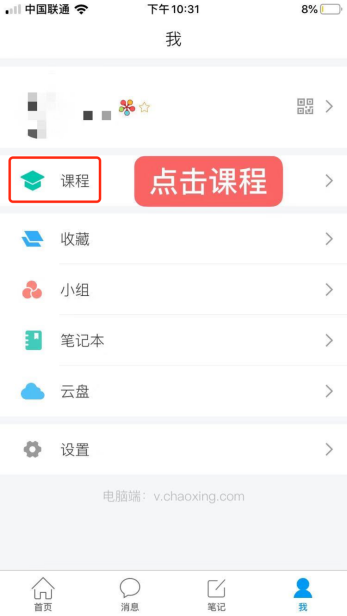 中国联通 下午10:31 8%
我
课程 点击课程
收藏
小组
笔记本
云盘
设置
电脑端：v.chaoxing.com
首页 消息 笔记 我